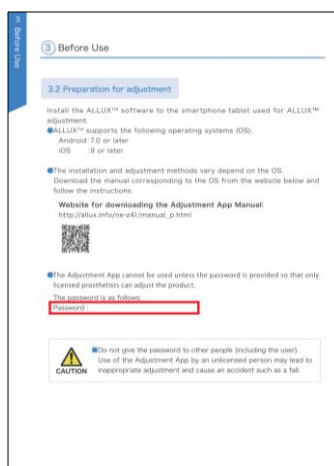 3 Before Use
③ Before Use
3.2 Preparation for adjustment
Install the ALLUX™ software to the smartphone tablet used for ALLUX™
adjustment.
●ALLUX™ supports the following operating systems (OS):
Android : 7.0 or later
iOS : 9 or later
●The installation and adjustment methods vary depend on the OS.
Download the manual corresponding to the OS from the website below and
follow the instructions.
Website for downloading the Adjustment App Manual:
http://allux.info/ne-z41/manual_p.html
●The Adjustment App cannot be used unless the password is provided so that only
licensed prosthetists can adjust the product.
The password is as follows:
Password :
CAUTION
■Do not give the password to other people (including the user).
Use of the Adjustment App by an unlicensed person may lead to
inappropriate adjustment and cause an accident such as a fall.